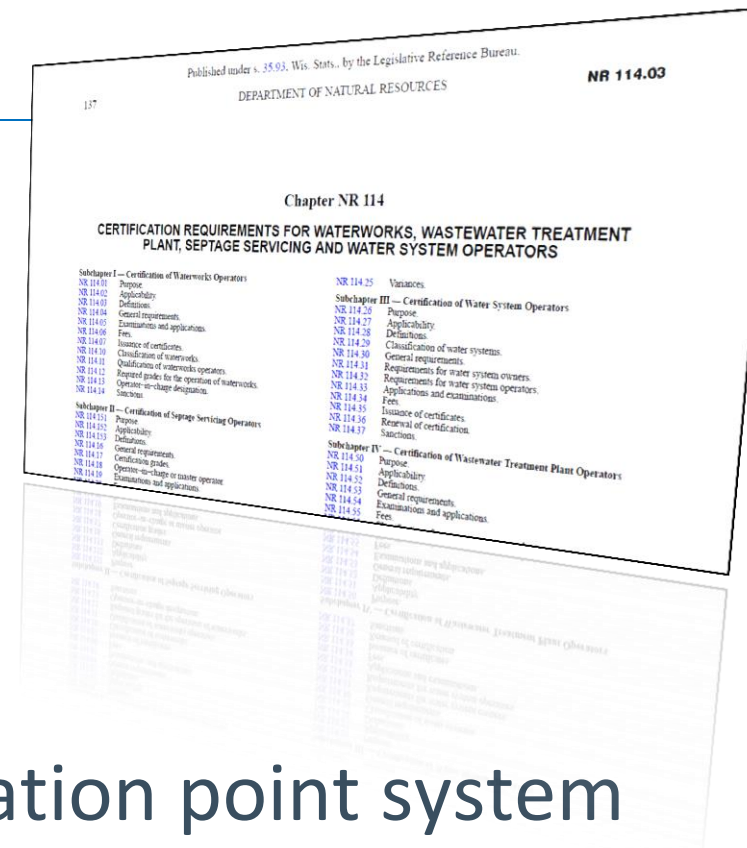 Published under s. 35.93, Wis. Stats., by the Legislative Reference Bureau.
137
DEPARTMENT OF NATURAL RESOURCES
NR 114.03
Chapter NR 114
CERTIFICATION REQUIREMENTS FOR WATERWORKS, WASTEWATER TREATMENT
PLANT, SEPTAGE SERVICING AND WATER SYSTEM OPERATORS
Subchapter I — Certification of Waterworks Operators
NR 114.01 Purpose.
NR 114.02 Applicability.
NR 114.03 Definitions.
NR 114.04 General requirements.
NR 114.05 Examinations and applications.
NR 114.06 Fees.
NR 114.07 Issuance of certificates.
NR 114.10 Classification of waterworks.
NR 114.11 Qualification of waterworks operators.
NR 114.12 Required grades for the operation of waterworks.
NR 114.13 Operator-in-charge designation.
NR 114.14 Sanctions
Subchapter II — Certification of Septage Servicing Operators
NR 114.151 Purpose.
NR 114.152 Applicability.
NR 114.153 Definitions.
NR 114.16 General requirements.
NR 114.17 Certification grades.
NR 114.18 Operator-in-charge or master operator.
NR 114.19 Examinations and applications.
NR 114.25 Variances.
Subchapter III — Certification of Water System Operators
NR 114.26 Purpose.
NR 114.27 Applicability.
NR 114.28 Definitions.
NR 114.29 Classification of water systems.
NR 114.30 General requirements.
NR 114.31 Requirements for water system owners.
NR 114.32 Requirements for water system operators.
NR 114.33 Applications and examinations.
NR 114.34 Fees.
NR 114.35 Issuance of certificates.
NR 114.36 Renewal of certification.
NR 114.37 Sanctions.
Subchapter IV — Certification of Wastewater Treatment Plant Operators
NR 114.50 Purpose.
NR 114.51 Applicability.
NR 114.52 Definitions.
NR 114.53 General requirements.
NR 114.54 Examinations and applications.
NR 114.55 Fees.
ation point system